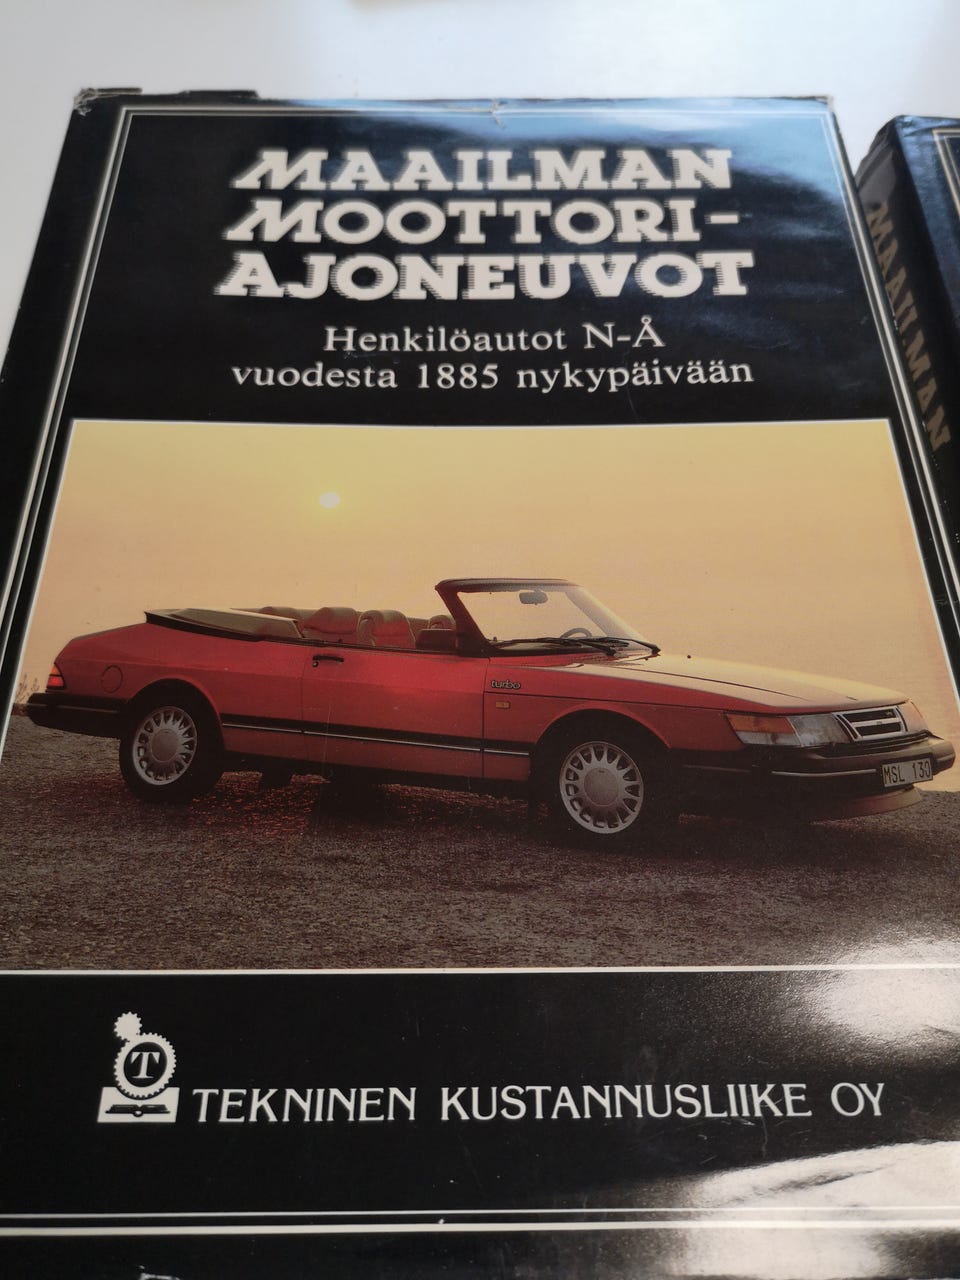 MAAILMAN
MOOTTORI-
AJONEUVOT
Henkilöautot N-Å
vuodesta 1885 nykypäivään
turbo
MSL 130
T
TEKNINEN KUSTANNUSLIIKE OY
MAAILMAN